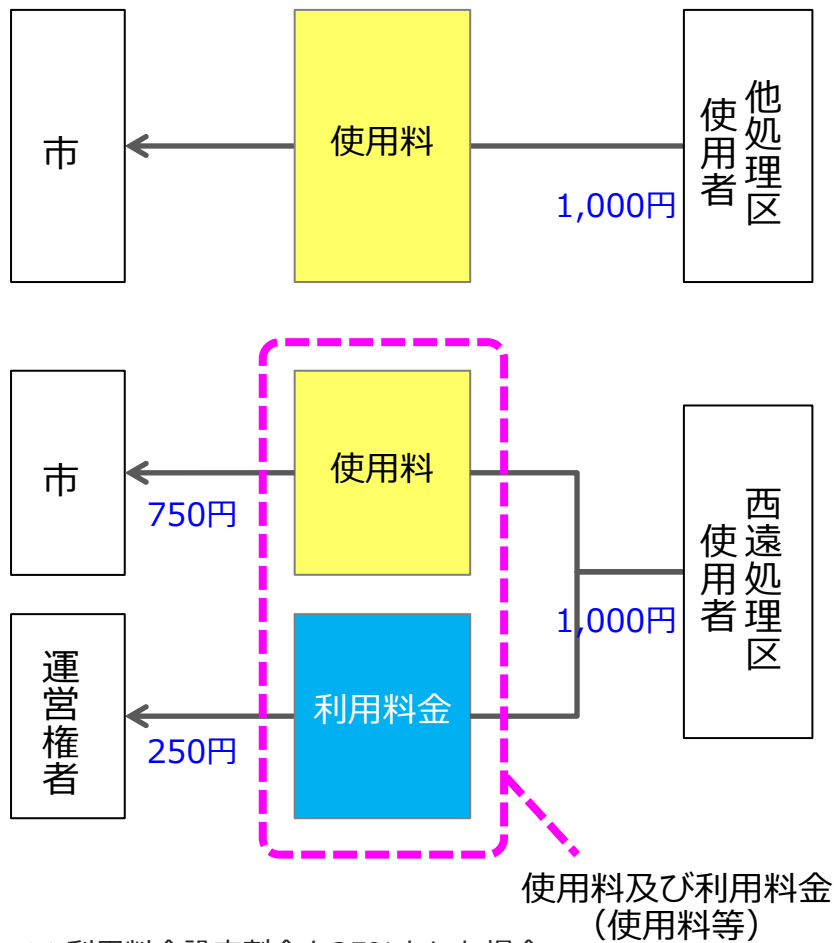 市
使用料
他処理区
使用者
1,000円
市
使用料
750円
西遠処理区
使用者
1,000円
運営権者
利用料金
250円
使用料及び利用料金
（使用料等）